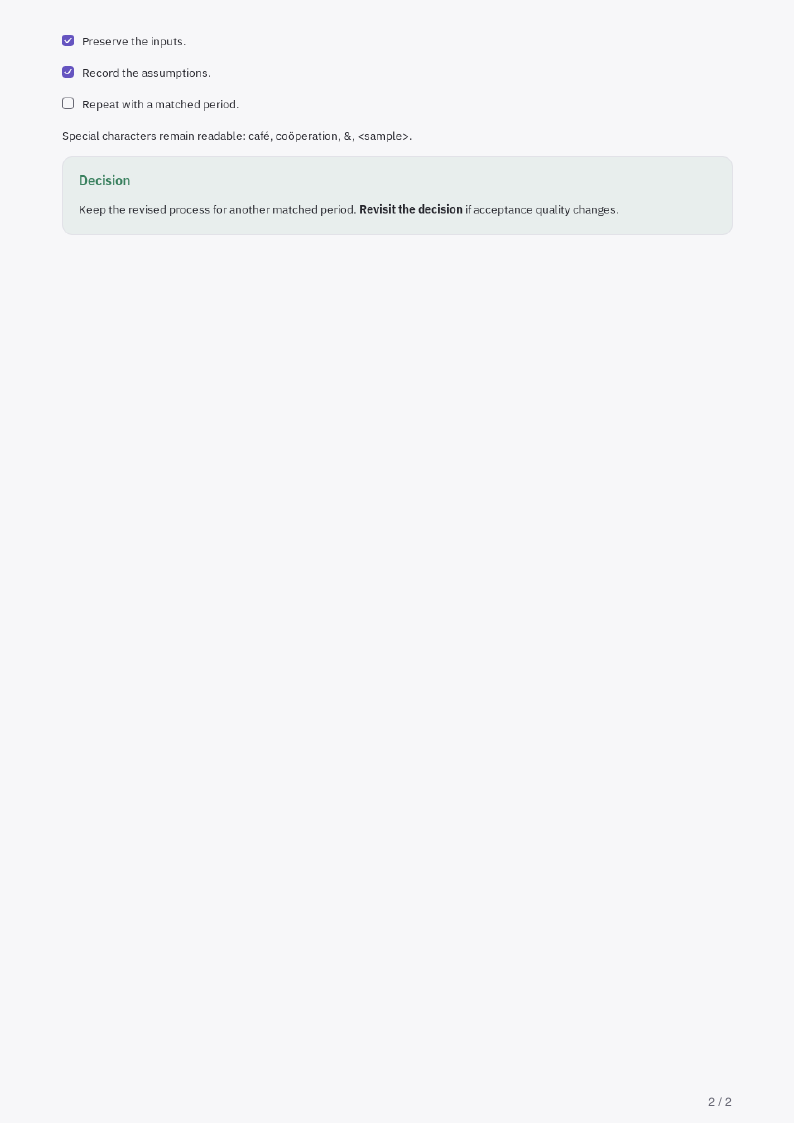 Preserve the inputs.
Record the assumptions.
Repeat with a matched period.
Special characters remain readable: café, coöperation, &, <sample>.
Decision
Keep the revised process for another matched period. Revisit the decision if acceptance quality changes.
2 / 2